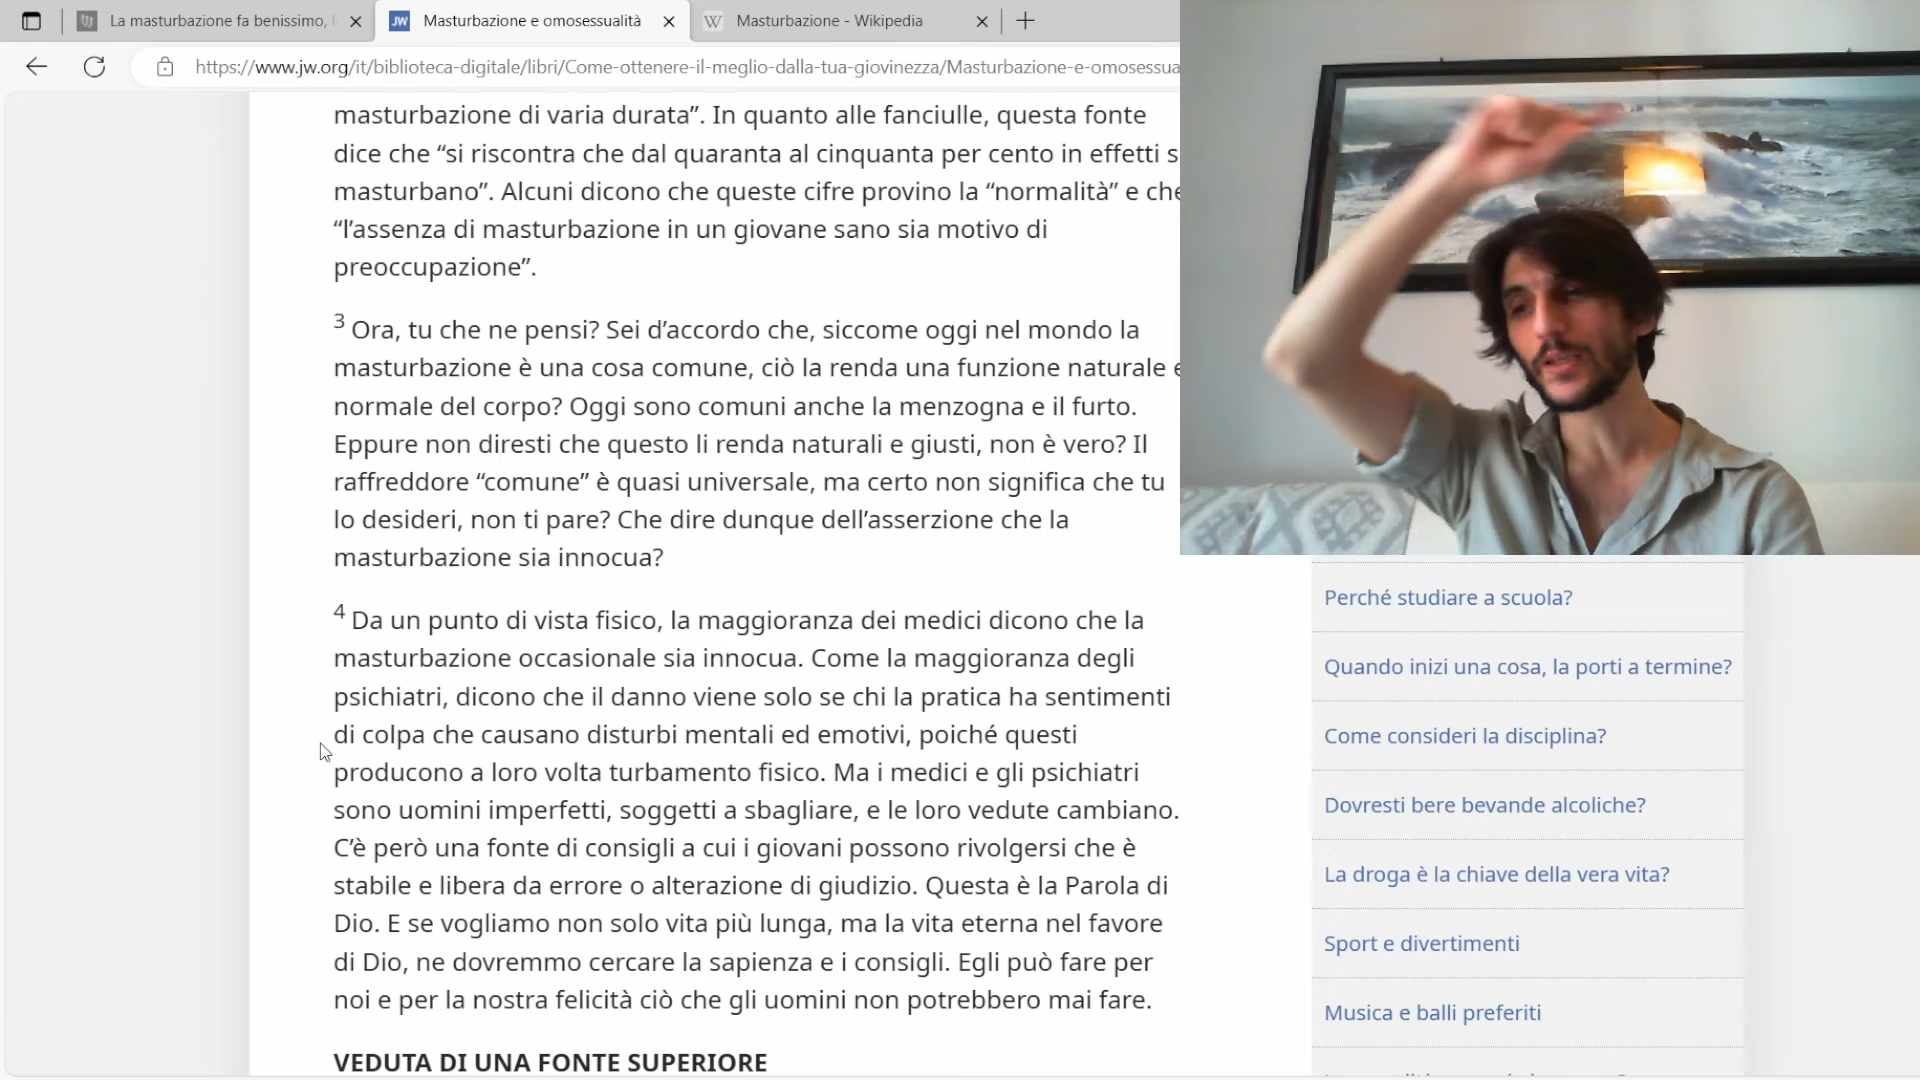 La masturbazione fa benissimo,
Masturbazione e omosessualità
Masturbazione - Wikipedia
https://www.jw.org/it/biblioteca-digitale/libri/Come-ottenere-il-meglio-dalla-tua-giovinezza/Masturbazione-e-omosessua
masturbazione di varia durata”. In quanto alle fanciulle, questa fonte
dice che “si riscontra che dal quaranta al cinquanta per cento in effetti s
masturbano”. Alcuni dicono che queste cifre provino la “normalità” e che
“l’assenza di masturbazione in un giovane sano sia motivo di
preoccupazione”.
3 Ora, tu che ne pensi? Sei d’accordo che, siccome oggi nel mondo la
masturbazione è una cosa comune, ciò la renda una funzione naturale e
normale del corpo? Oggi sono comuni anche la menzogna e il furto.
Eppure non diresti che questo li renda naturali e giusti, non è vero? Il
raffreddore “comune” è quasi universale, ma certo non significa che tu
lo desideri, non ti pare? Che dire dunque dell’asserzione che la
masturbazione sia innocua?
4 Da un punto di vista fisico, la maggioranza dei medici dicono che la
masturbazione occasionale sia innocua. Come la maggioranza degli
psichiatri, dicono che il danno viene solo se chi la pratica ha sentimenti
di colpa che causano disturbi mentali ed emotivi, poiché questi
producono a loro volta turbamento fisico. Ma i medici e gli psichiatri
sono uomini imperfetti, soggetti a sbagliare, e le loro vedute cambiano.
C’è però una fonte di consigli a cui i giovani possono rivolgersi che è
stabile e libera da errore o alterazione di giudizio. Questa è la Parola di
Dio. E se vogliamo non solo vita più lunga, ma la vita eterna nel favore
di Dio, ne dovremmo cercare la sapienza e i consigli. Egli può fare per
noi e per la nostra felicità ciò che gli uomini non potrebbero mai fare.
VEDUTA DI UNA FONTE SUPERIORE
Perché studiare a scuola?
Quando inizi una cosa, la porti a termine?
Come consideri la disciplina?
Dovresti bere bevande alcoliche?
La droga è la chiave della vera vita?
Sport e divertimenti
Musica e balli preferiti